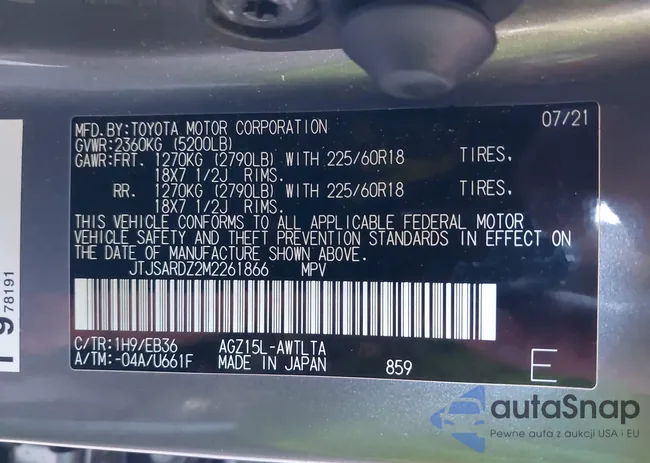 MFD.BY:TOYOTA MOTOR CORPORATION 07/21
GVWR:2360KG (5200LB)
GAWR:FRT. 1270KG (2790LB) WITH 225/60R18 TIRES,
18X7 1/2J RIMS.
RR. 1270KG (2790LB) WITH 225/60R18 TIRES,
18X7 1/2J RIMS.
THIS VEHICLE CONFORMS TO ALL APPLICABLE FEDERAL MOTOR
VEHICLE SAFETY AND THEFT PREVENTION STANDARDS IN EFFECT ON
THE DATE OF MANUFACTURE SHOWN ABOVE.
JTJSARDZ2M2261866 MPV
C/TR:1H9/EB36 AGZ15L-AWTLTA
A/TM:-04A/U661F MADE IN JAPAN 859 E
78191
autaSnap
Pewne auta z aukcji USA i EU